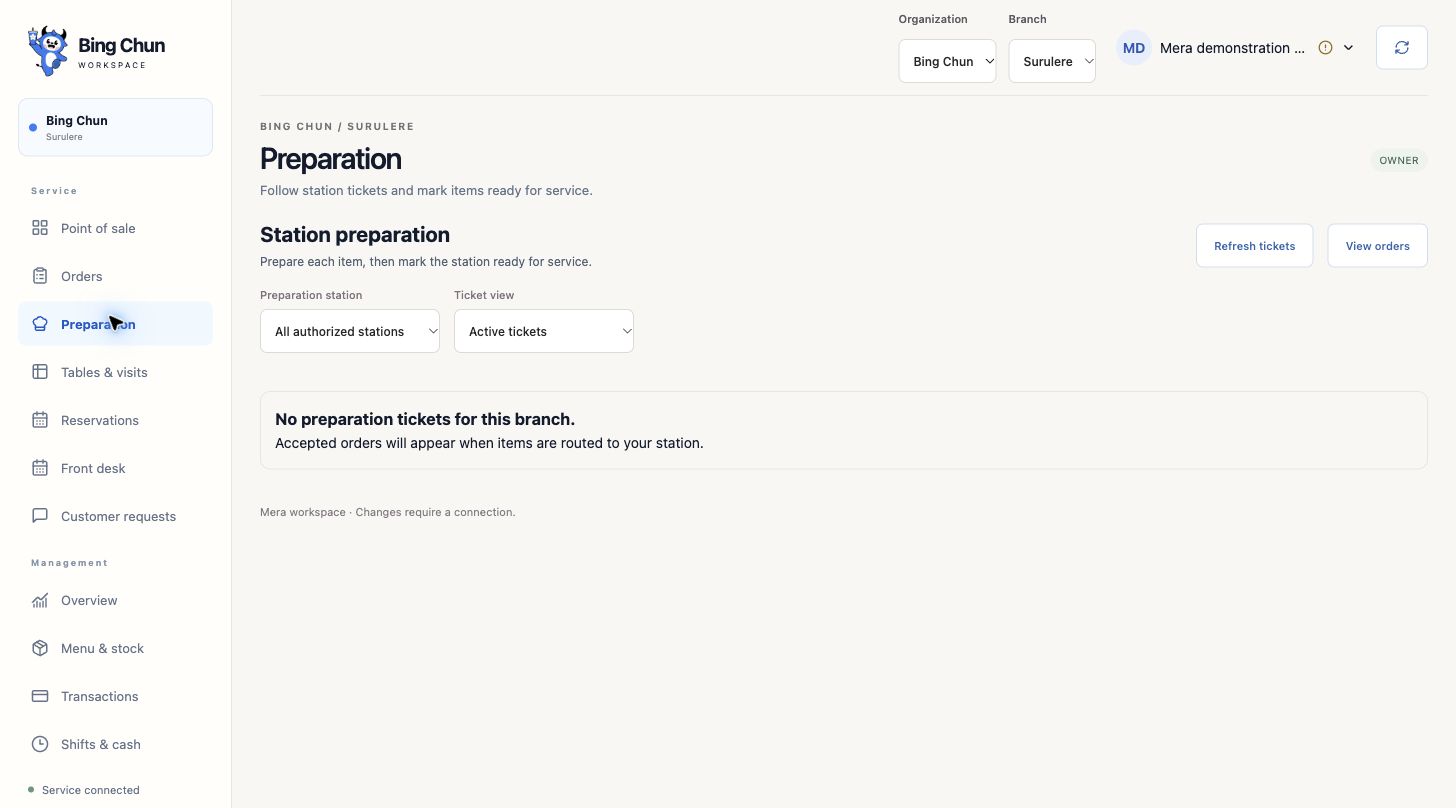 Bing Chun
WORKSPACE
Bing Chun
Surulere
Service
Point of sale
Orders
Preparation
Tables & visits
Reservations
Front desk
Customer requests
Management
Overview
Menu & stock
Transactions
Shifts & cash
Service connected
Organization
Branch
Bing Chun
Surulere
MD
Mera demonstration ...
BING CHUN / SURULERE
Preparation
OWNER
Follow station tickets and mark items ready for service.
Station preparation
Refresh tickets
View orders
Prepare each item, then mark the station ready for service.
Preparation station
Ticket view
All authorized stations
Active tickets
No preparation tickets for this branch.
Accepted orders will appear when items are routed to your station.
Mera workspace · Changes require a connection.